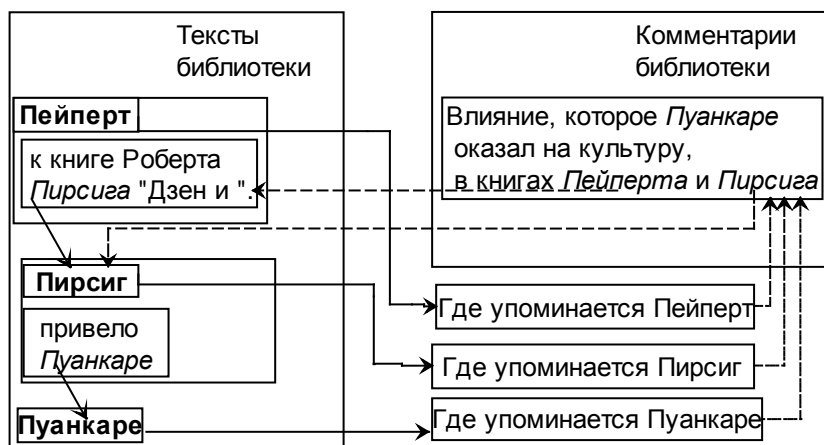 Тексты
библиотеки
Пейперт
к книге Роберта
Пирсига "Дзен и ".
Пирсиг
привело
Пуанкаре
Пуанкаре
Комментарии
библиотеки
Влияние, которое Пуанкаре
оказал на культуру,
в книгах Пейперта и Пирсига
Где упоминается Пейперт
Где упоминается Пирсиг
Где упоминается Пуанкаре